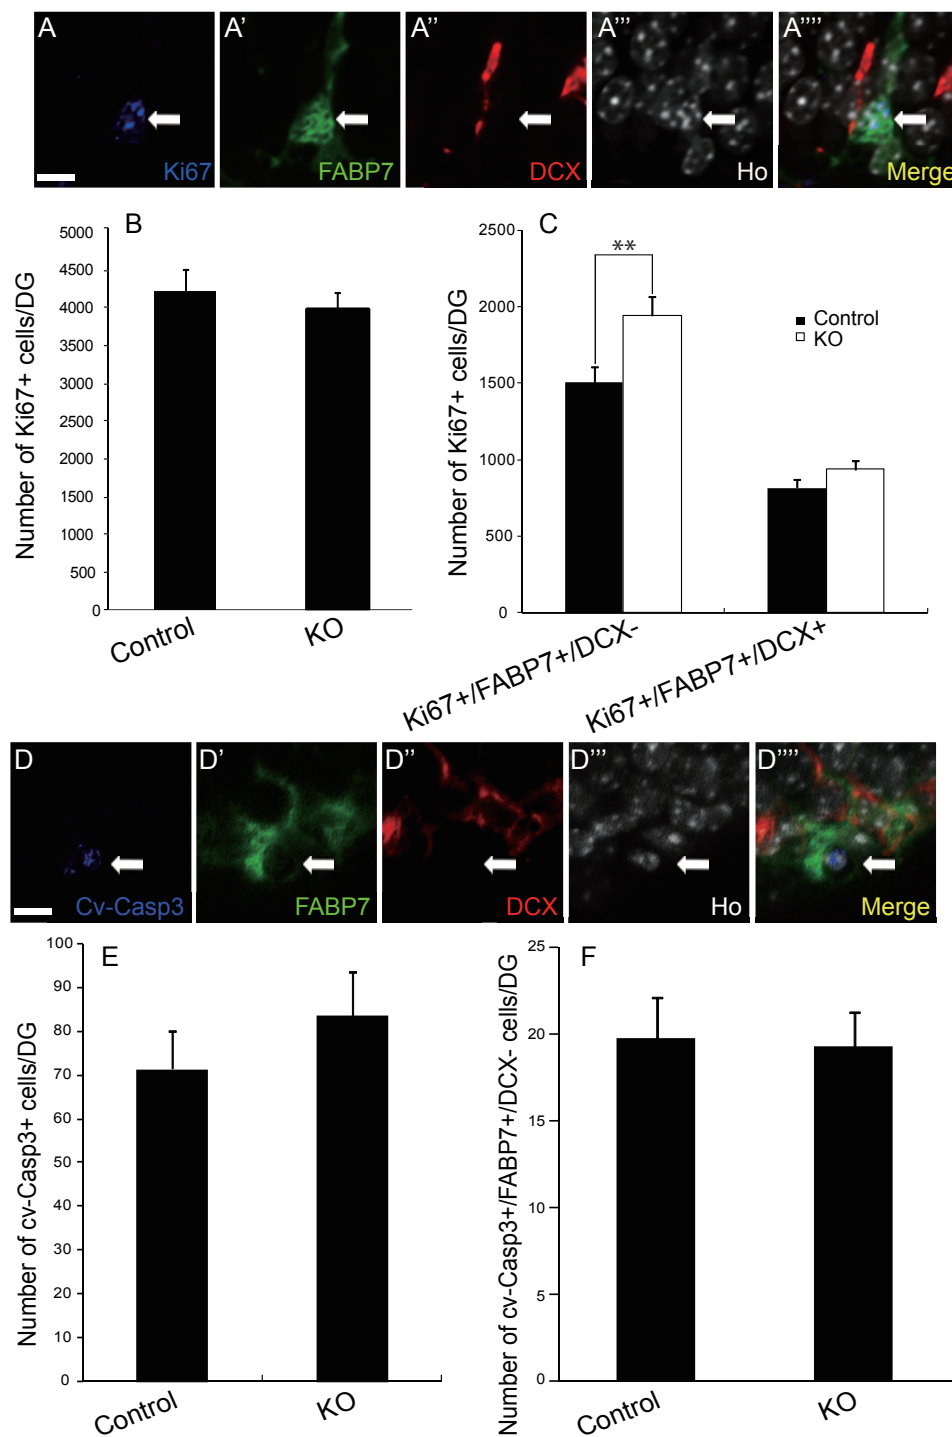 A A' A'' A''' A''''
Ki67 FABP7 DCX Ho Merge
B
Number of Ki67+ cells/DG
5000
4500
4000
3500
3000
2500
2000
1500
1000
500
0
Control KO
C
Number of Ki67+ cells/DG
2500
2000
1500
1000
500
0
**
Control
KO
Ki67+/FABP7+/DCX- Ki67+/FABP7+/DCX+
D D' D'' D''' D''''
Cv-Casp3 FABP7 DCX Ho Merge
E
Number of cv-Casp3+ cells/DG
100
90
80
70
60
50
40
30
20
10
0
Control KO
F
Number of cv-Casp3+/FABP7+/DCX- cells/DG
25
20
15
10
5
0
Control KO